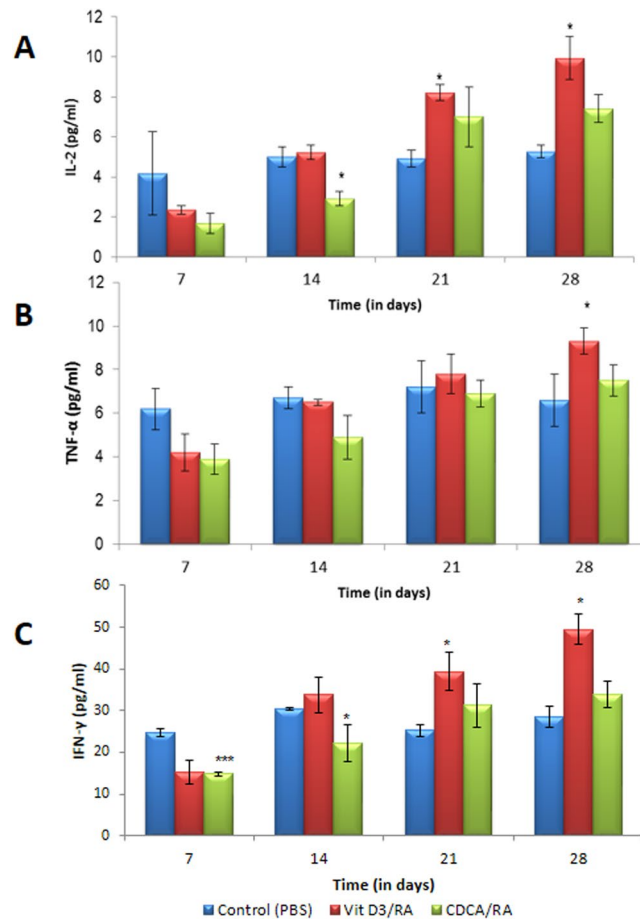 A
IL-2 (pg/ml)
12
10
8
6
4
2
0
*
*
*
7 14 21 28
Time (in days)
B
TNF-α (pg/ml)
12
10
8
6
4
2
0
*
7 14 21 28
Time (in days)
C
IFN-γ (pg/ml)
60
50
40
30
20
10
0
***
*
*
*
7 14 21 28
Time (in days)
Control (PBS) Vit D3/RA CDCA/RA